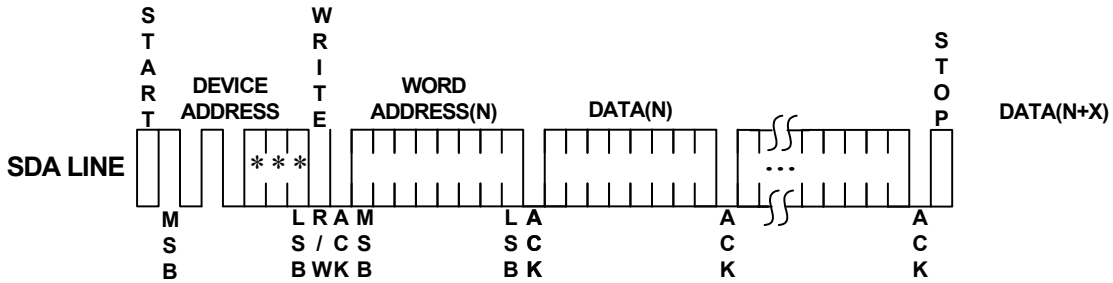 START
WRITE
STOP
DEVICE
ADDRESS
WORD
ADDRESS(N)
DATA(N)
DATA(N+X)
SDA LINE
* * *
...
MSB
LSB
R/W
ACK
MSB
LSB
ACK
ACK
ACK